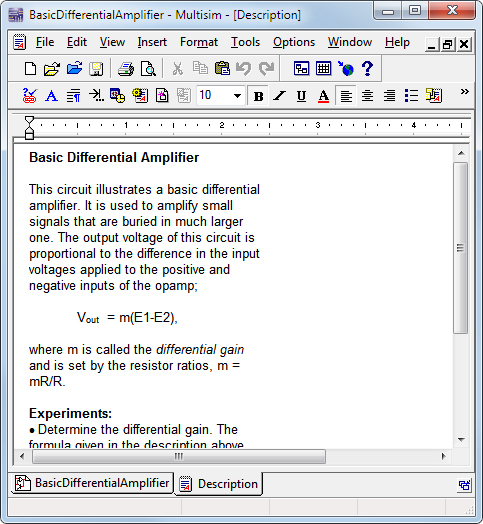 BasicDifferentialAmplifier - Multisim - [Description]
File Edit View Insert Format Tools Options Window Help
10 B I U A
1 2 3 4
Basic Differential Amplifier
This circuit illustrates a basic differential
amplifier. It is used to amplify small
signals that are buried in much larger
one. The output voltage of this circuit is
proportional to the difference in the input
voltages applied to the positive and
negative inputs of the opamp;
Vout = m(E1-E2),
where m is called the differential gain
and is set by the resistor ratios, m =
mR/R.
Experiments:
• Determine the differential gain. The
formula given in the description above
BasicDifferentialAmplifier Description